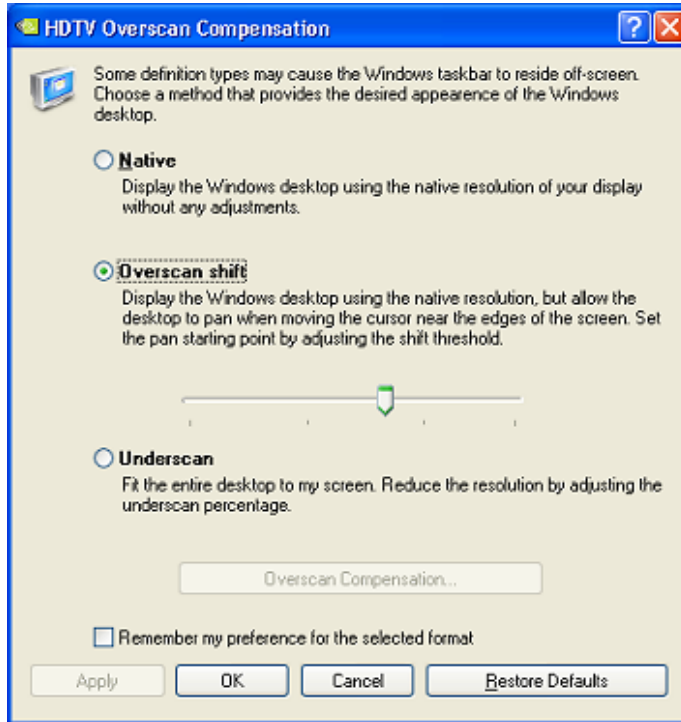 HDTV Overscan Compensation
Some definition types may cause the Windows taskbar to reside off-screen.
Choose a method that provides the desired appearence of the Windows
desktop.
Native
Display the Windows desktop using the native resolution of your display
without any adjustments.
Overscan shift
Display the Windows desktop using the native resolution, but allow the
desktop to pan when moving the cursor near the edges of the screen. Set
the pan starting point by adjusting the shift threshold.
Underscan
Fit the entire desktop to my screen. Reduce the resolution by adjusting the
underscan percentage.
Overscan Compensation...
Remember my preference for the selected format
Apply OK Cancel Restore Defaults